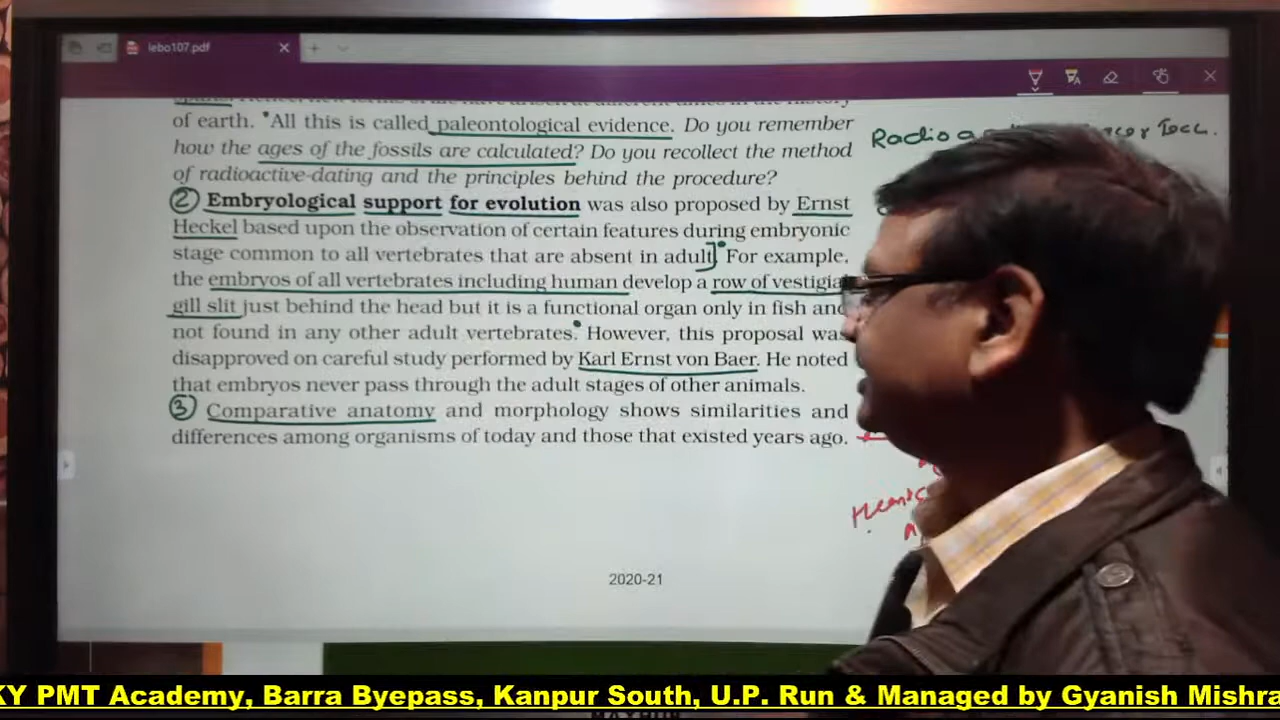 lebo107.pdf
of earth. All this is called paleontological evidence. Do you remember
how the ages of the fossils are calculated? Do you recollect the method
of radioactive-dating and the principles behind the procedure?
② Embryological support for evolution was also proposed by Ernst
Heckel based upon the observation of certain features during embryonic
stage common to all vertebrates that are absent in adult. For example,
the embryos of all vertebrates including human develop a row of vestigia
gill slit just behind the head but it is a functional organ only in fish and
not found in any other adult vertebrates. However, this proposal was
disapproved on careful study performed by Karl Ernst von Baer. He noted
that embryos never pass through the adult stages of other animals.
③ Comparative anatomy and morphology shows similarities and
differences among organisms of today and those that existed years ago.
2020-21
KY PMT Academy, Barra Byepass, Kanpur South, U.P. Run & Managed by Gyanish Mishra